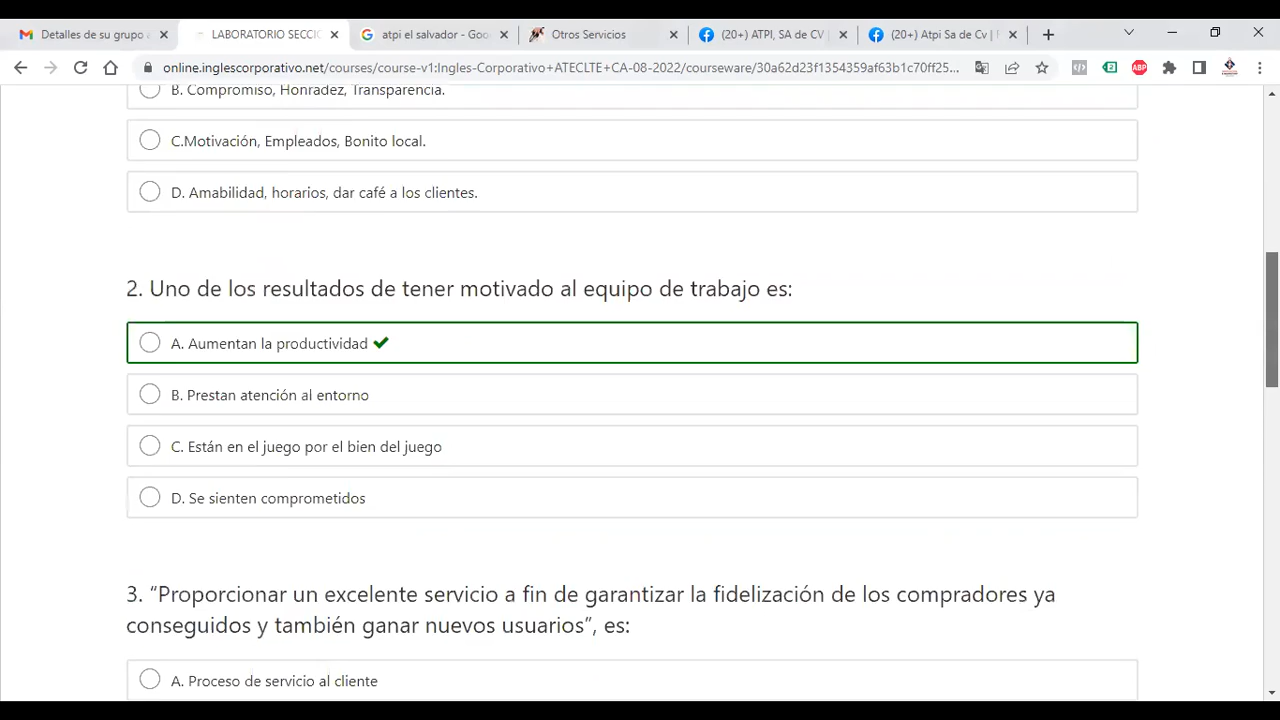 Detalles de su grupo
LABORATORIO SECCI
atpi el salvador - Goo
Otros Servicios
(20+) ATPI, SA de CV |
(20+) Atpi Sa de Cv | F
online.inglescorporativo.net/courses/course-v1:Ingles-Corporativo+ATECLTE+CA-08-2022/courseware/30a62d23f1354359af63b1c70ff25...
B. Compromiso, Honradez, Transparencia.
C.Motivación, Empleados, Bonito local.
D. Amabilidad, horarios, dar café a los clientes.
2. Uno de los resultados de tener motivado al equipo de trabajo es:
A. Aumentan la productividad
B. Prestan atención al entorno
C. Están en el juego por el bien del juego
D. Se sienten comprometidos
3. “Proporcionar un excelente servicio a fin de garantizar la fidelización de los compradores ya
conseguidos y también ganar nuevos usuarios”, es:
A. Proceso de servicio al cliente